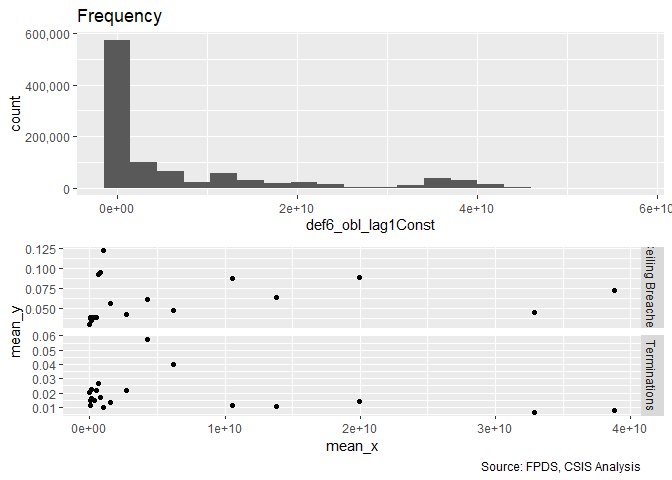 Frequency
600,000
400,000
200,000
0
count
0e+00 2e+10 4e+10 6e+10
def6_obl_lag1Const
0.125
0.100
0.075
0.050
Ceiling Breaches
0.06
0.05
0.04
0.03
0.02
0.01
Terminations
mean_y
0e+00 1e+10 2e+10 3e+10 4e+10
mean_x
Source: FPDS, CSIS Analysis